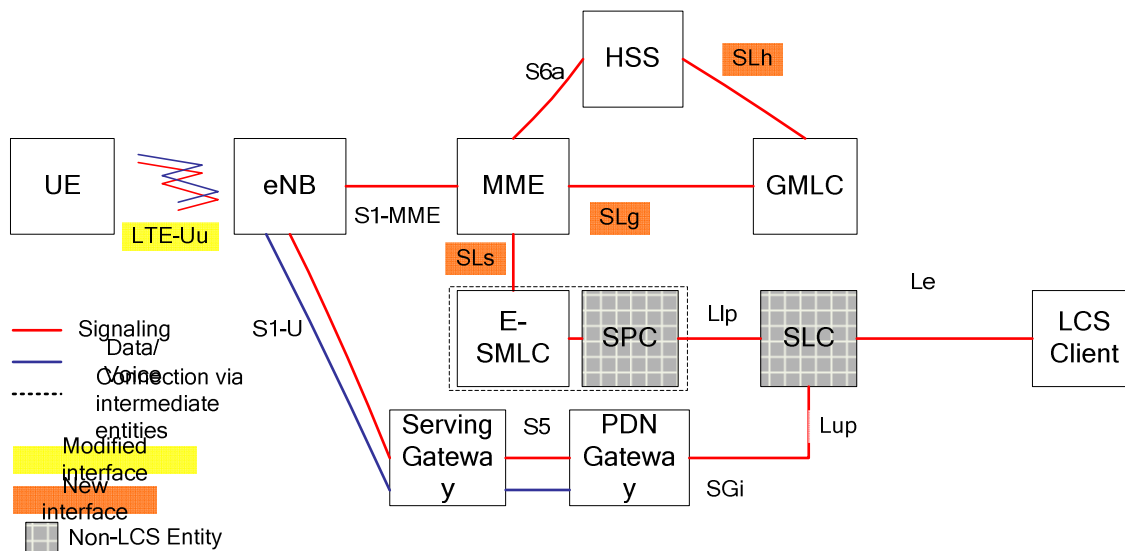 HSS
SLh
S6a
UE
eNB
MME
GMLC
S1-MME
SLg
LTE-Uu
SLs
Le
E-
SMLC
SPC
Llp
SLC
LCS
Client
S1-U
Signaling
Data/
Voice
Connection via
intermediate
entities
Serving
Gatewa
y
S5
PDN
Gatewa
y
Lup
SGi
Modified
interface
New
interface
Non-LCS Entity